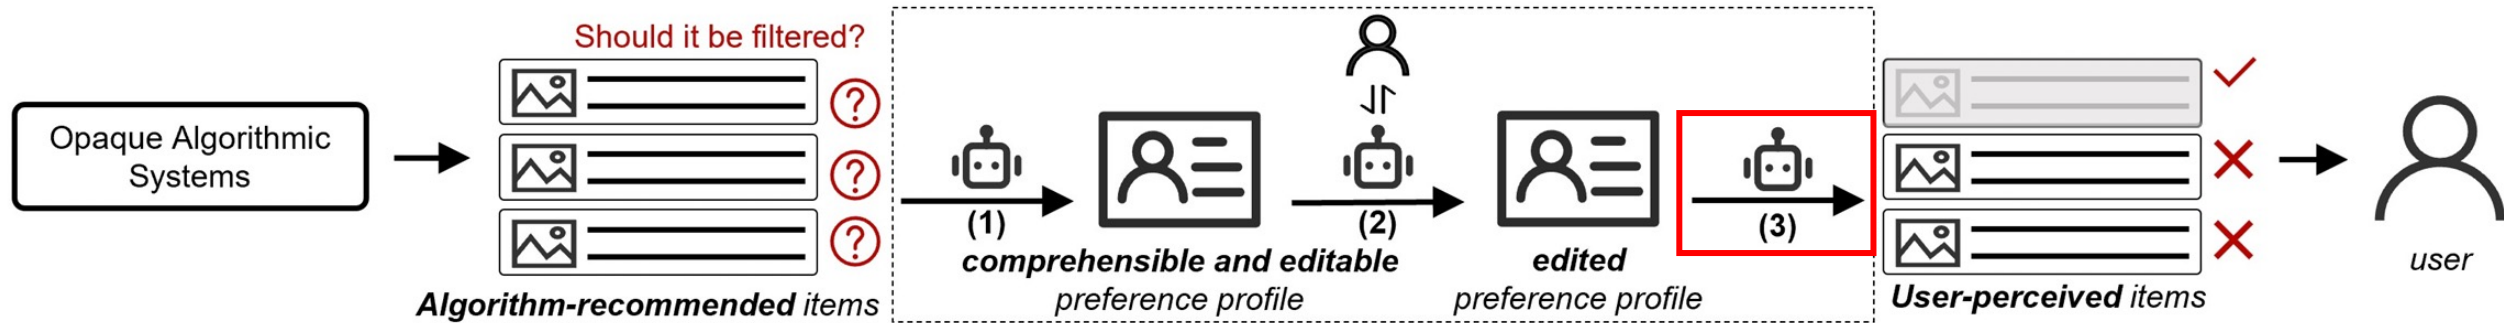 Opaque Algorithmic
Systems
Should it be filtered?
?
?
?
Algorithm-recommended items
(1)
comprehensible and editable
preference profile
(2)
edited
preference profile
(3)
User-perceived items
user